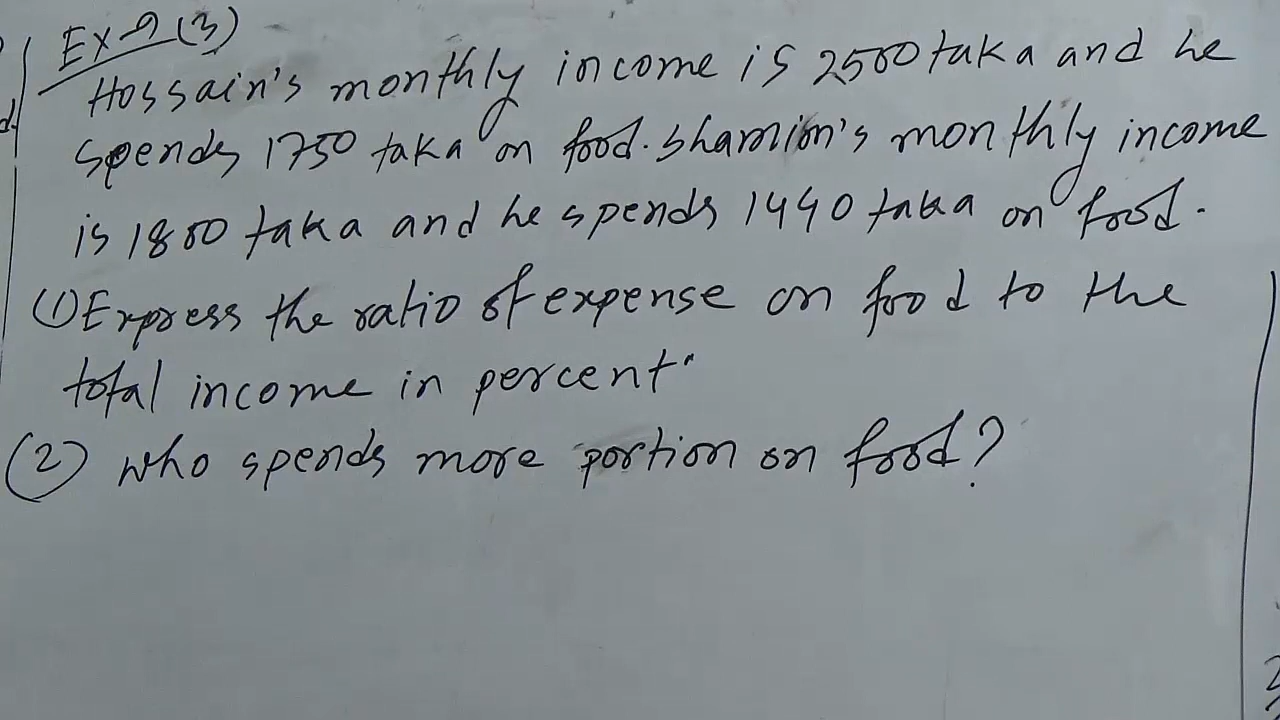 Ex-9 (3)
Hossain's monthly income is 2500 taka and he
spends 1750 taka on food. Shamim's monthly income
is 1800 taka and he spends 1440 taka on food.
(1) Express the ratio of expense on food to the
total income in percent.
(2) Who spends more portion on food?